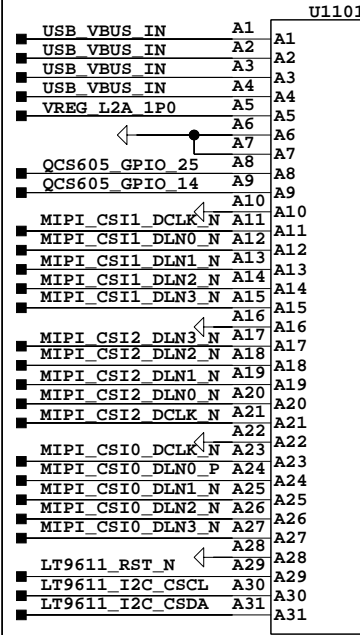 U1101
USB_VBUS_IN A1 A1
USB_VBUS_IN A2 A2
USB_VBUS_IN A3 A3
USB_VBUS_IN A4 A4
VREG_L2A_1P0 A5 A5
A6 A6
A7 A7
QCS605_GPIO_25 A8 A8
QCS605_GPIO_14 A9 A9
A10 A10
MIPI_CSI1_DCLK_N A11 A11
MIPI_CSI1_DLN0_N A12 A12
MIPI_CSI1_DLN1_N A13 A13
MIPI_CSI1_DLN2_N A14 A14
MIPI_CSI1_DLN3_N A15 A15
A16 A16
MIPI_CSI2_DLN3_N A17 A17
MIPI_CSI2_DLN2_N A18 A18
MIPI_CSI2_DLN1_N A19 A19
MIPI_CSI2_DLN0_N A20 A20
MIPI_CSI2_DCLK_N A21 A21
A22 A22
MIPI_CSI0_DCLK_N A23 A23
MIPI_CSI0_DLN0_P A24 A24
MIPI_CSI0_DLN1_N A25 A25
MIPI_CSI0_DLN2_N A26 A26
MIPI_CSI0_DLN3_N A27 A27
A28 A28
LT9611_RST_N A29 A29
LT9611_I2C_CSCL A30 A30
LT9611_I2C_CSDA A31 A31